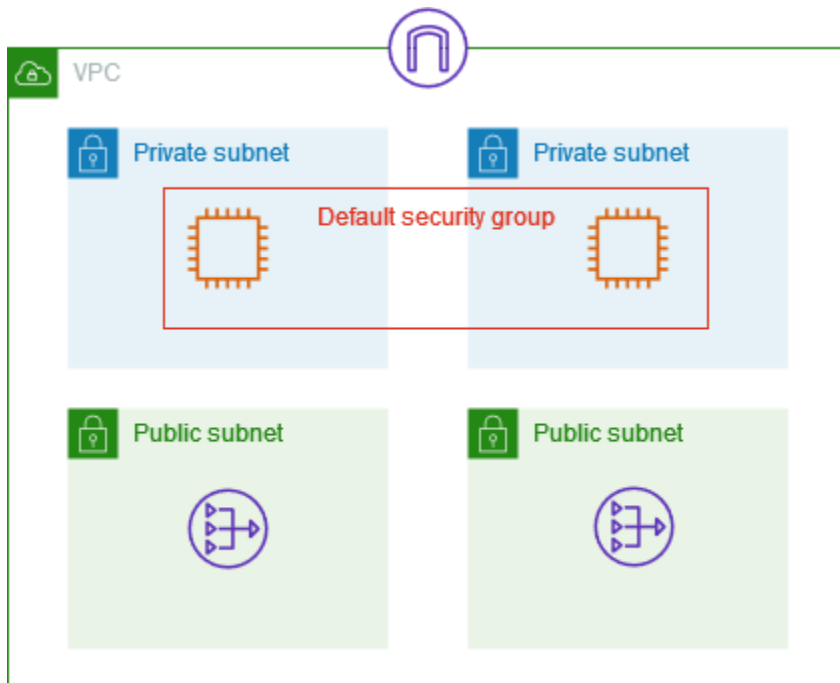 VPC
Private subnet
Private subnet
Default security group
Public subnet
Public subnet